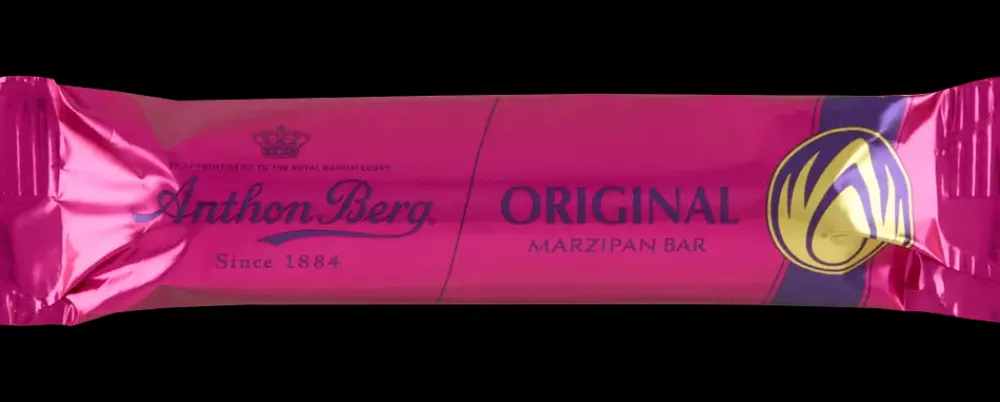 BY APPOINTMENT TO THE ROYAL DANISH COURT
Anthon Berg®
Since 1884
ORIGINAL
MARZIPAN BAR